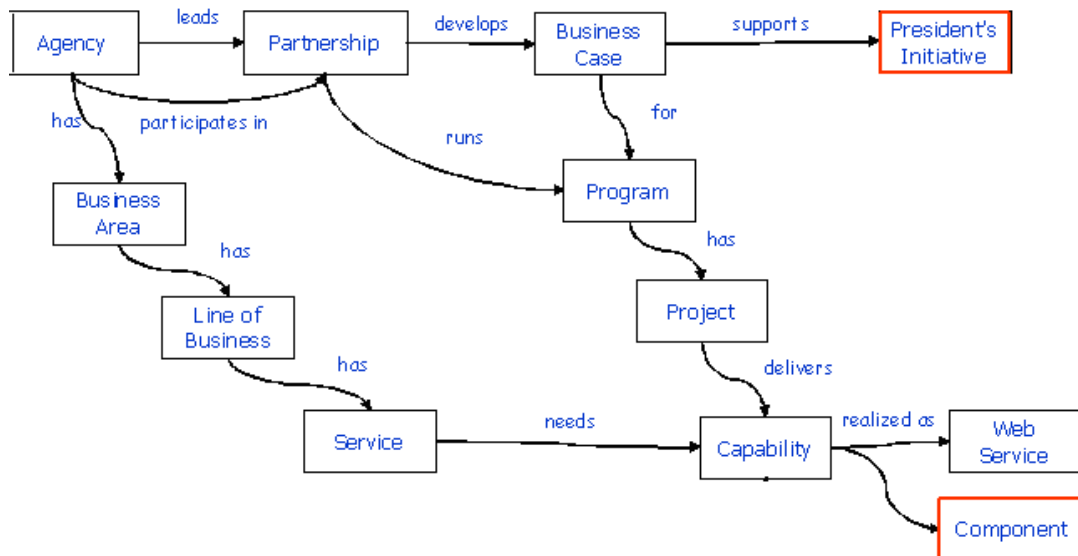 leads
develops
supports
Agency
Partnership
Business
Case
President's
Initiative
has
participates in
runs
for
Business
Area
Program
has
has
Line of
Business
Project
has
delivers
Service
needs
Capability
realized as
Web
Service
Component